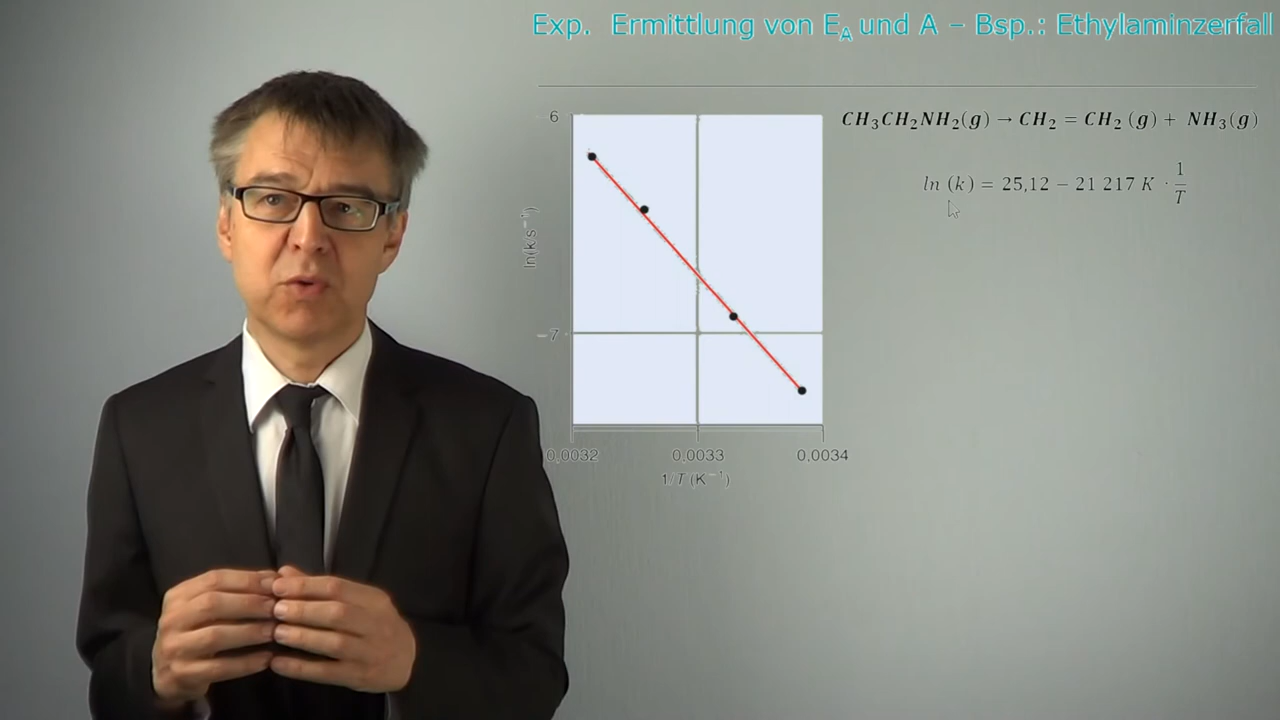 Exp. Ermittlung von E_A und A – Bsp.: Ethylaminzerfall
CH₃CH₂NH₂(g) → CH₂ = CH₂ (g) + NH₃(g)
ln (k) = 25,12 − 21 217 K · 1/T
6
ln(k/s⁻¹)
−7
0,0032 0,0033 0,0034
1/T (K⁻¹)